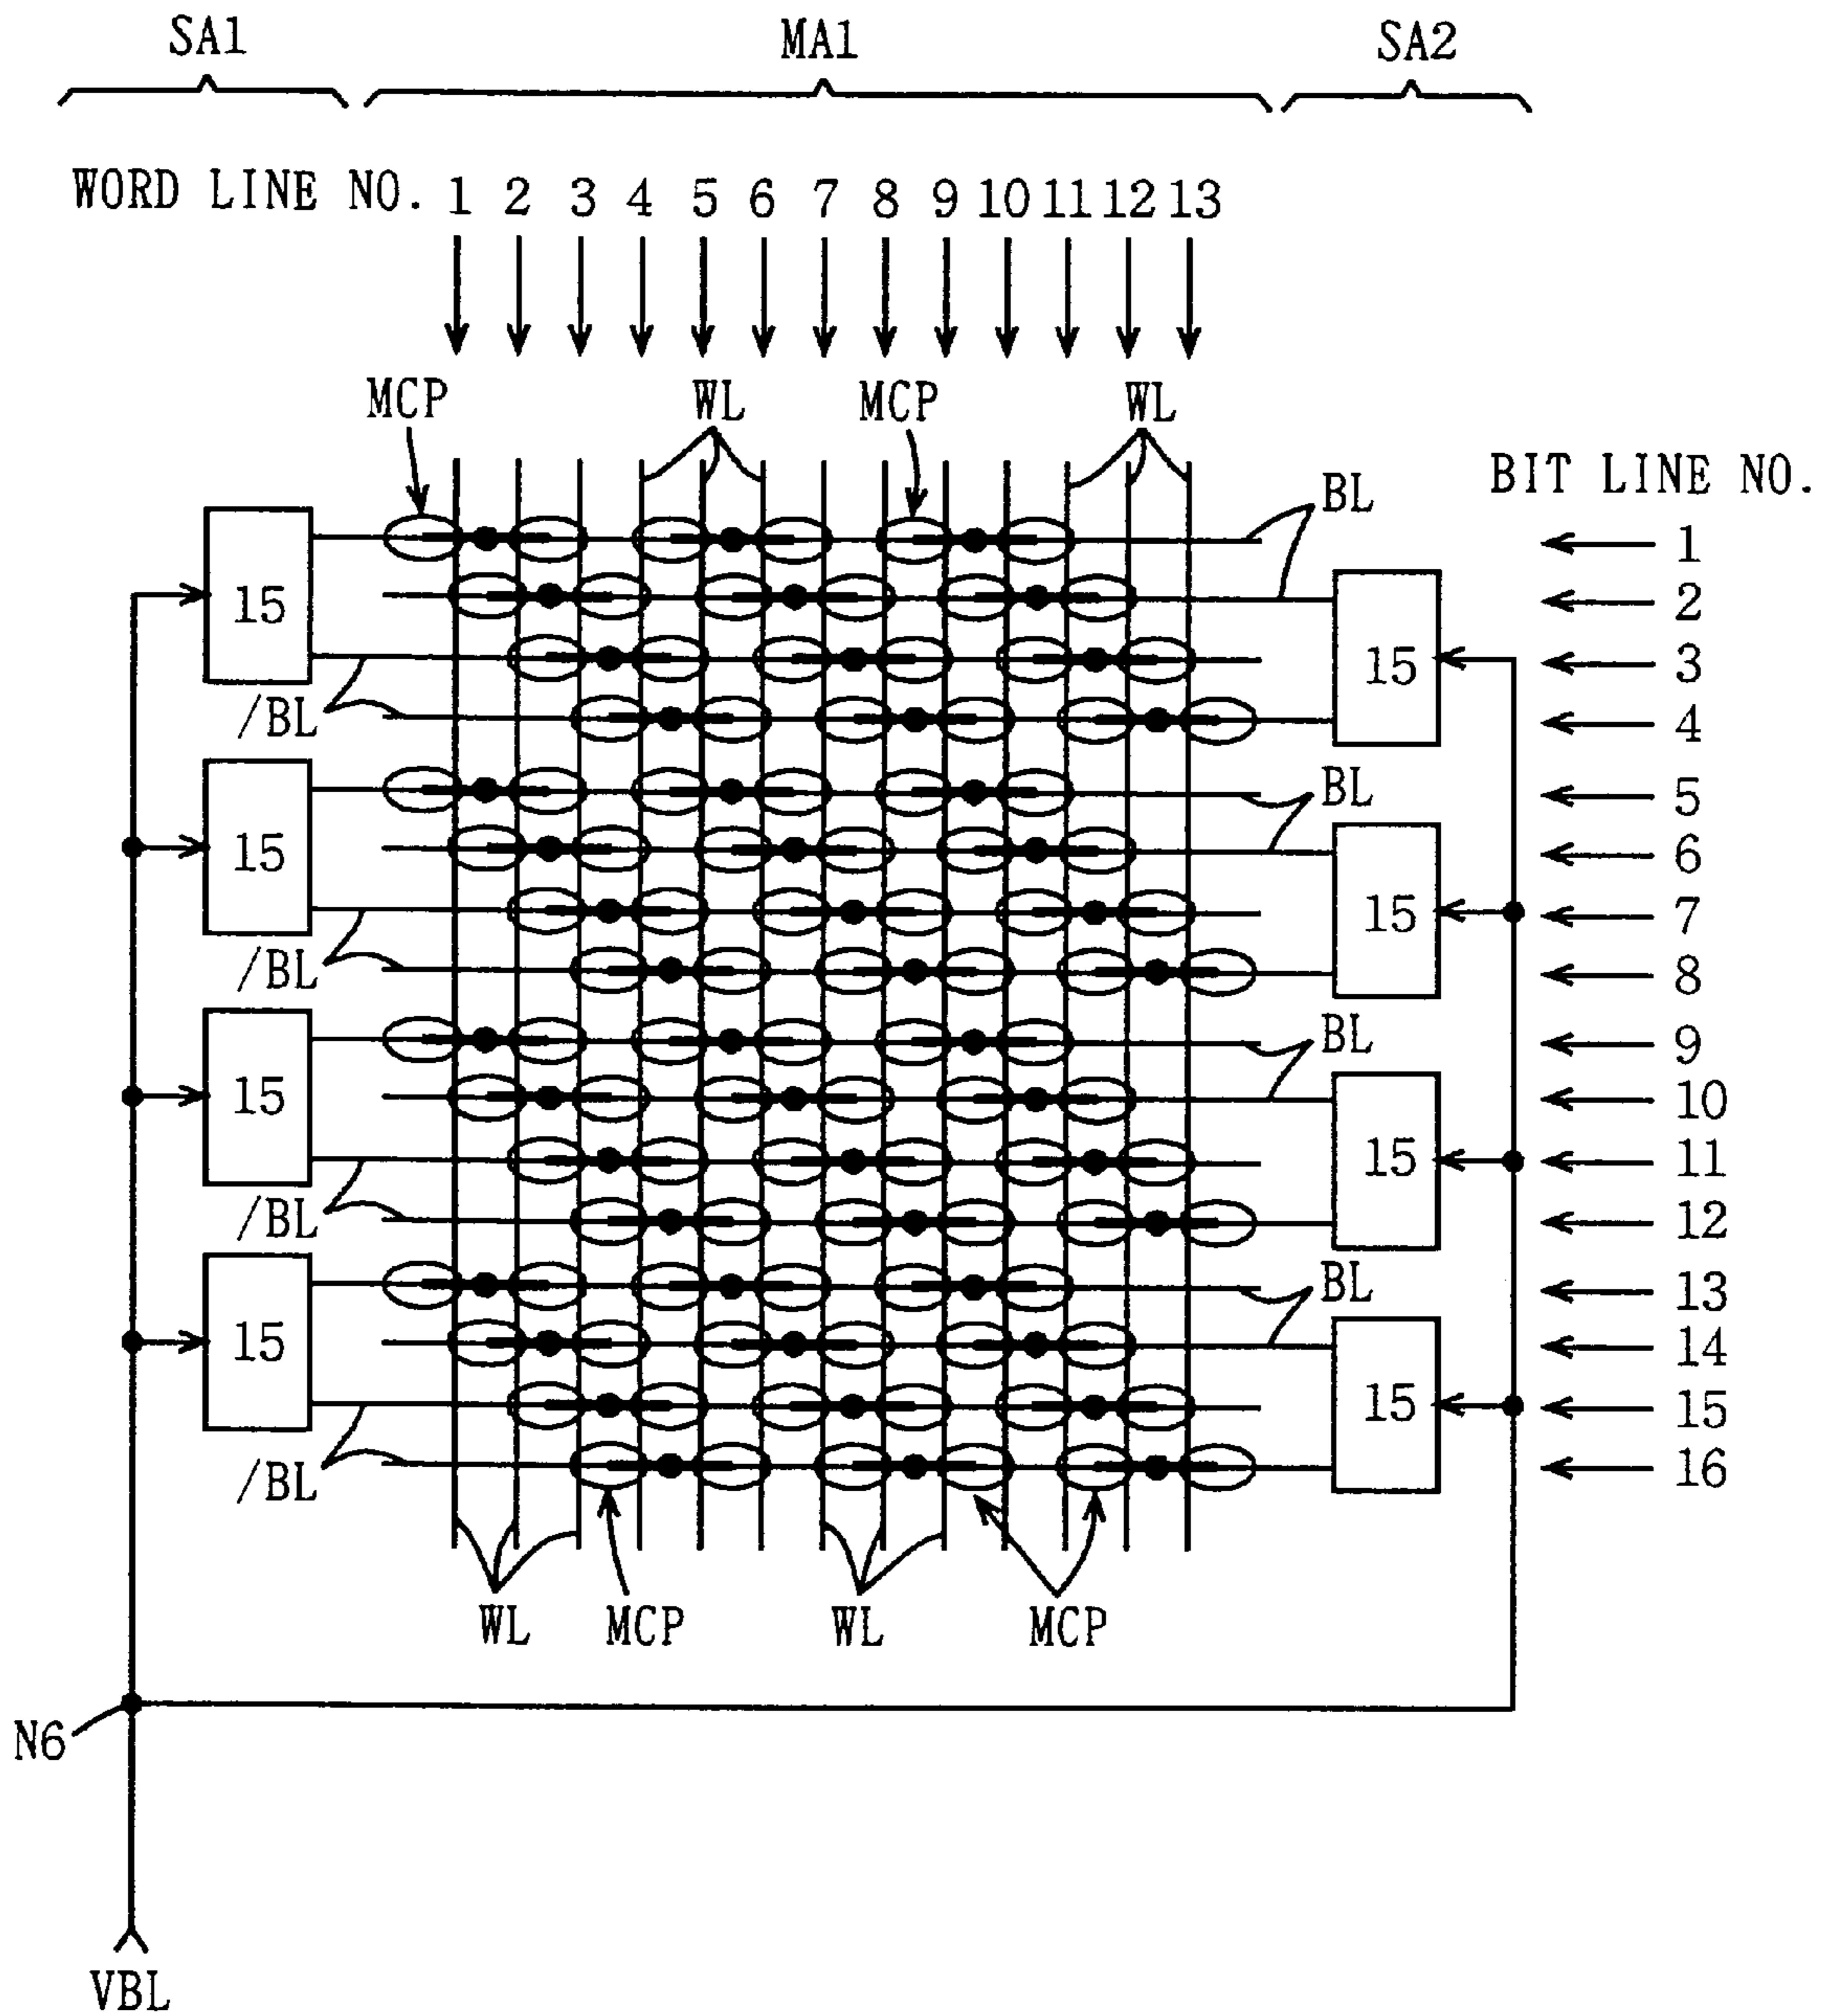 SA1 MA1 SA2
WORD LINE NO. 1 2 3 4 5 6 7 8 9 10 11 12 13
MCP WL MCP WL
BIT LINE NO.
BL
1
15
2
15
3
/BL
4
BL
5
15
6
15
7
/BL
8
BL
9
15
10
15
11
/BL
12
BL
13
15
14
15
15
/BL
16
WL MCP WL MCP
N6
VBL